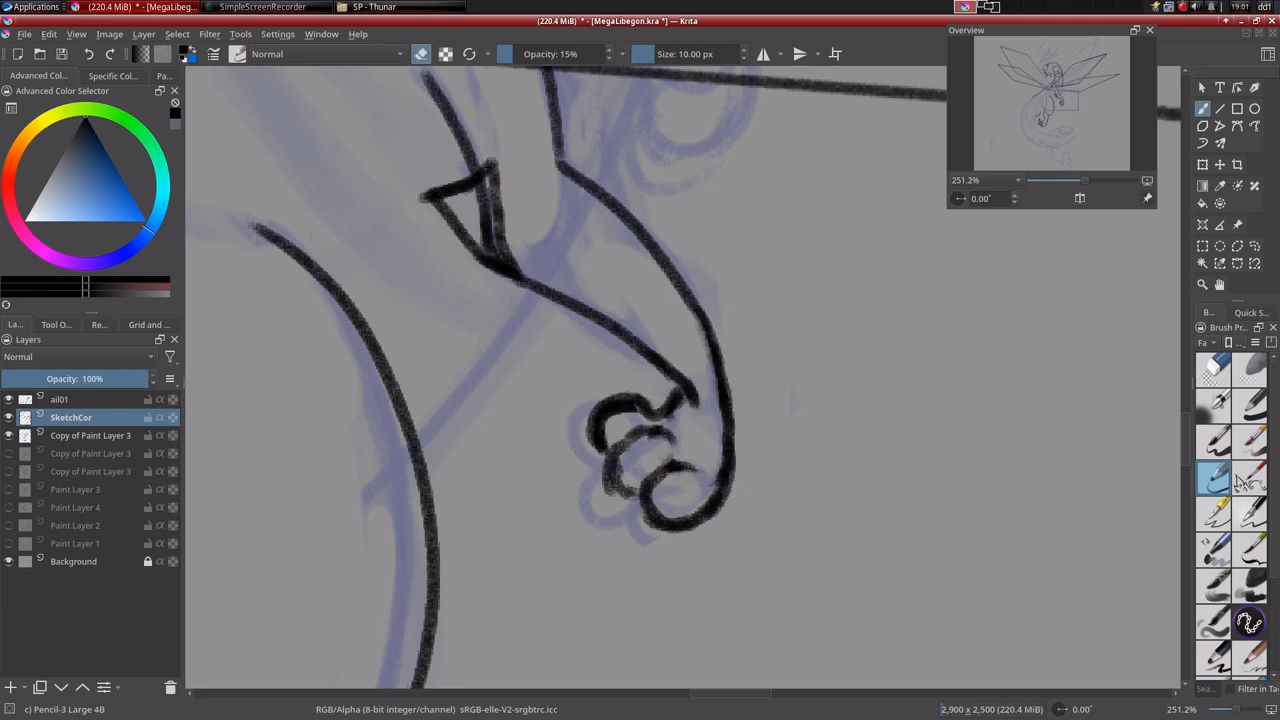 Applications
(220.4 MiB) * - [MegaLibegon....
SimpleScreenRecorder
SP - Thunar
19:01
dd1
(220.4 MiB) * - [MegaLibegon.kra *] — Krita
File Edit View Image Layer Select Filter Tools Settings Window Help
Normal
Opacity: 15%
Size: 10.00 px
Advanced Col...
Specific Col...
Pa...
Advanced Color Selector
Overview
251.2%
0.00°
La...
Tool O...
Re...
Grid and ...
Layers
Normal
Opacity: 100%
ail01
SketchCor
Copy of Paint Layer 3
Copy of Paint Layer 3
Copy of Paint Layer 3
Paint Layer 3
Paint Layer 4
Paint Layer 2
Paint Layer 1
Background
B...
Quick S...
Brush Pr...
Fa
...
Sea...
Filter in Ta
c) Pencil-3 Large 4B
RGB/Alpha (8-bit integer/channel) sRGB-elle-V2-srgbtrc.icc
2,900 x 2,500 (220.4 MiB)
0.00°
251.2%